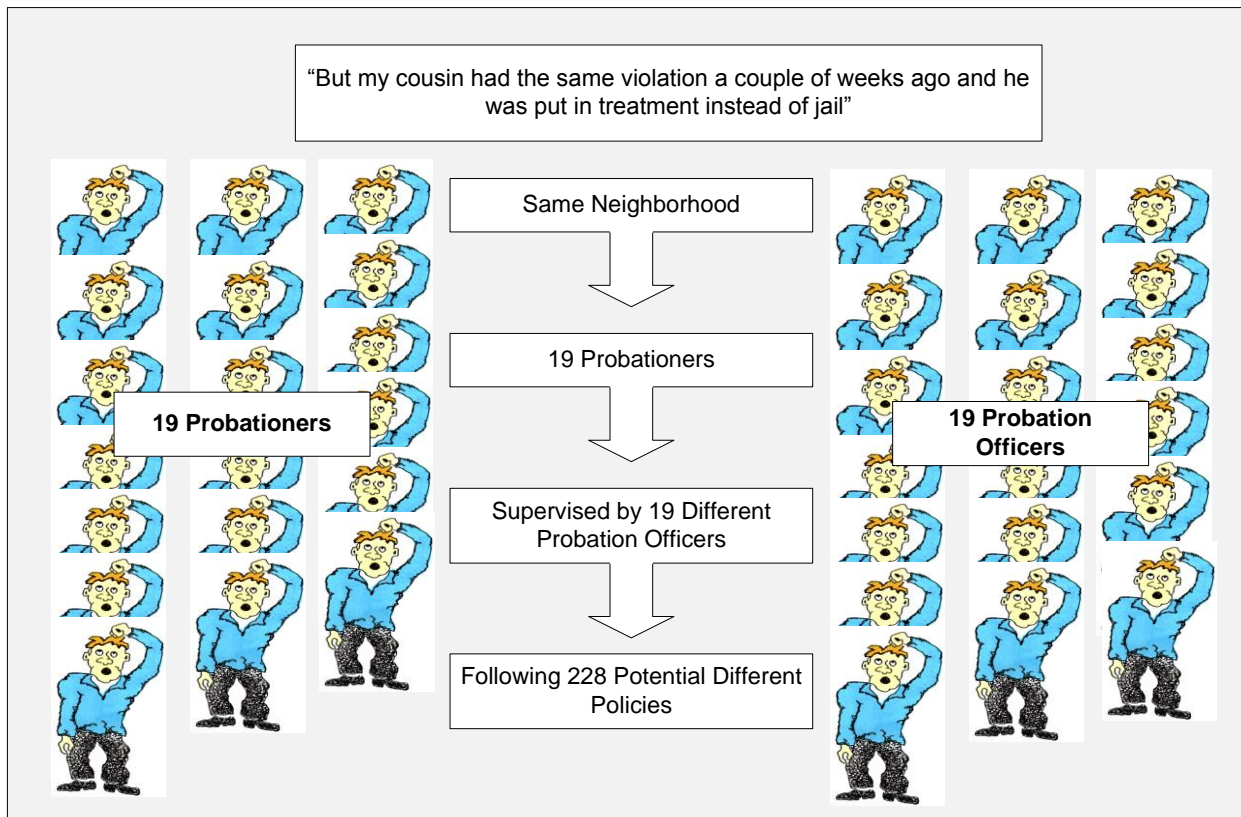 “But my cousin had the same violation a couple of weeks ago and he
was put in treatment instead of jail”
Same Neighborhood
19 Probationers
19 Probationers
19 Probation
Officers
Supervised by 19 Different
Probation Officers
Following 228 Potential Different
Policies